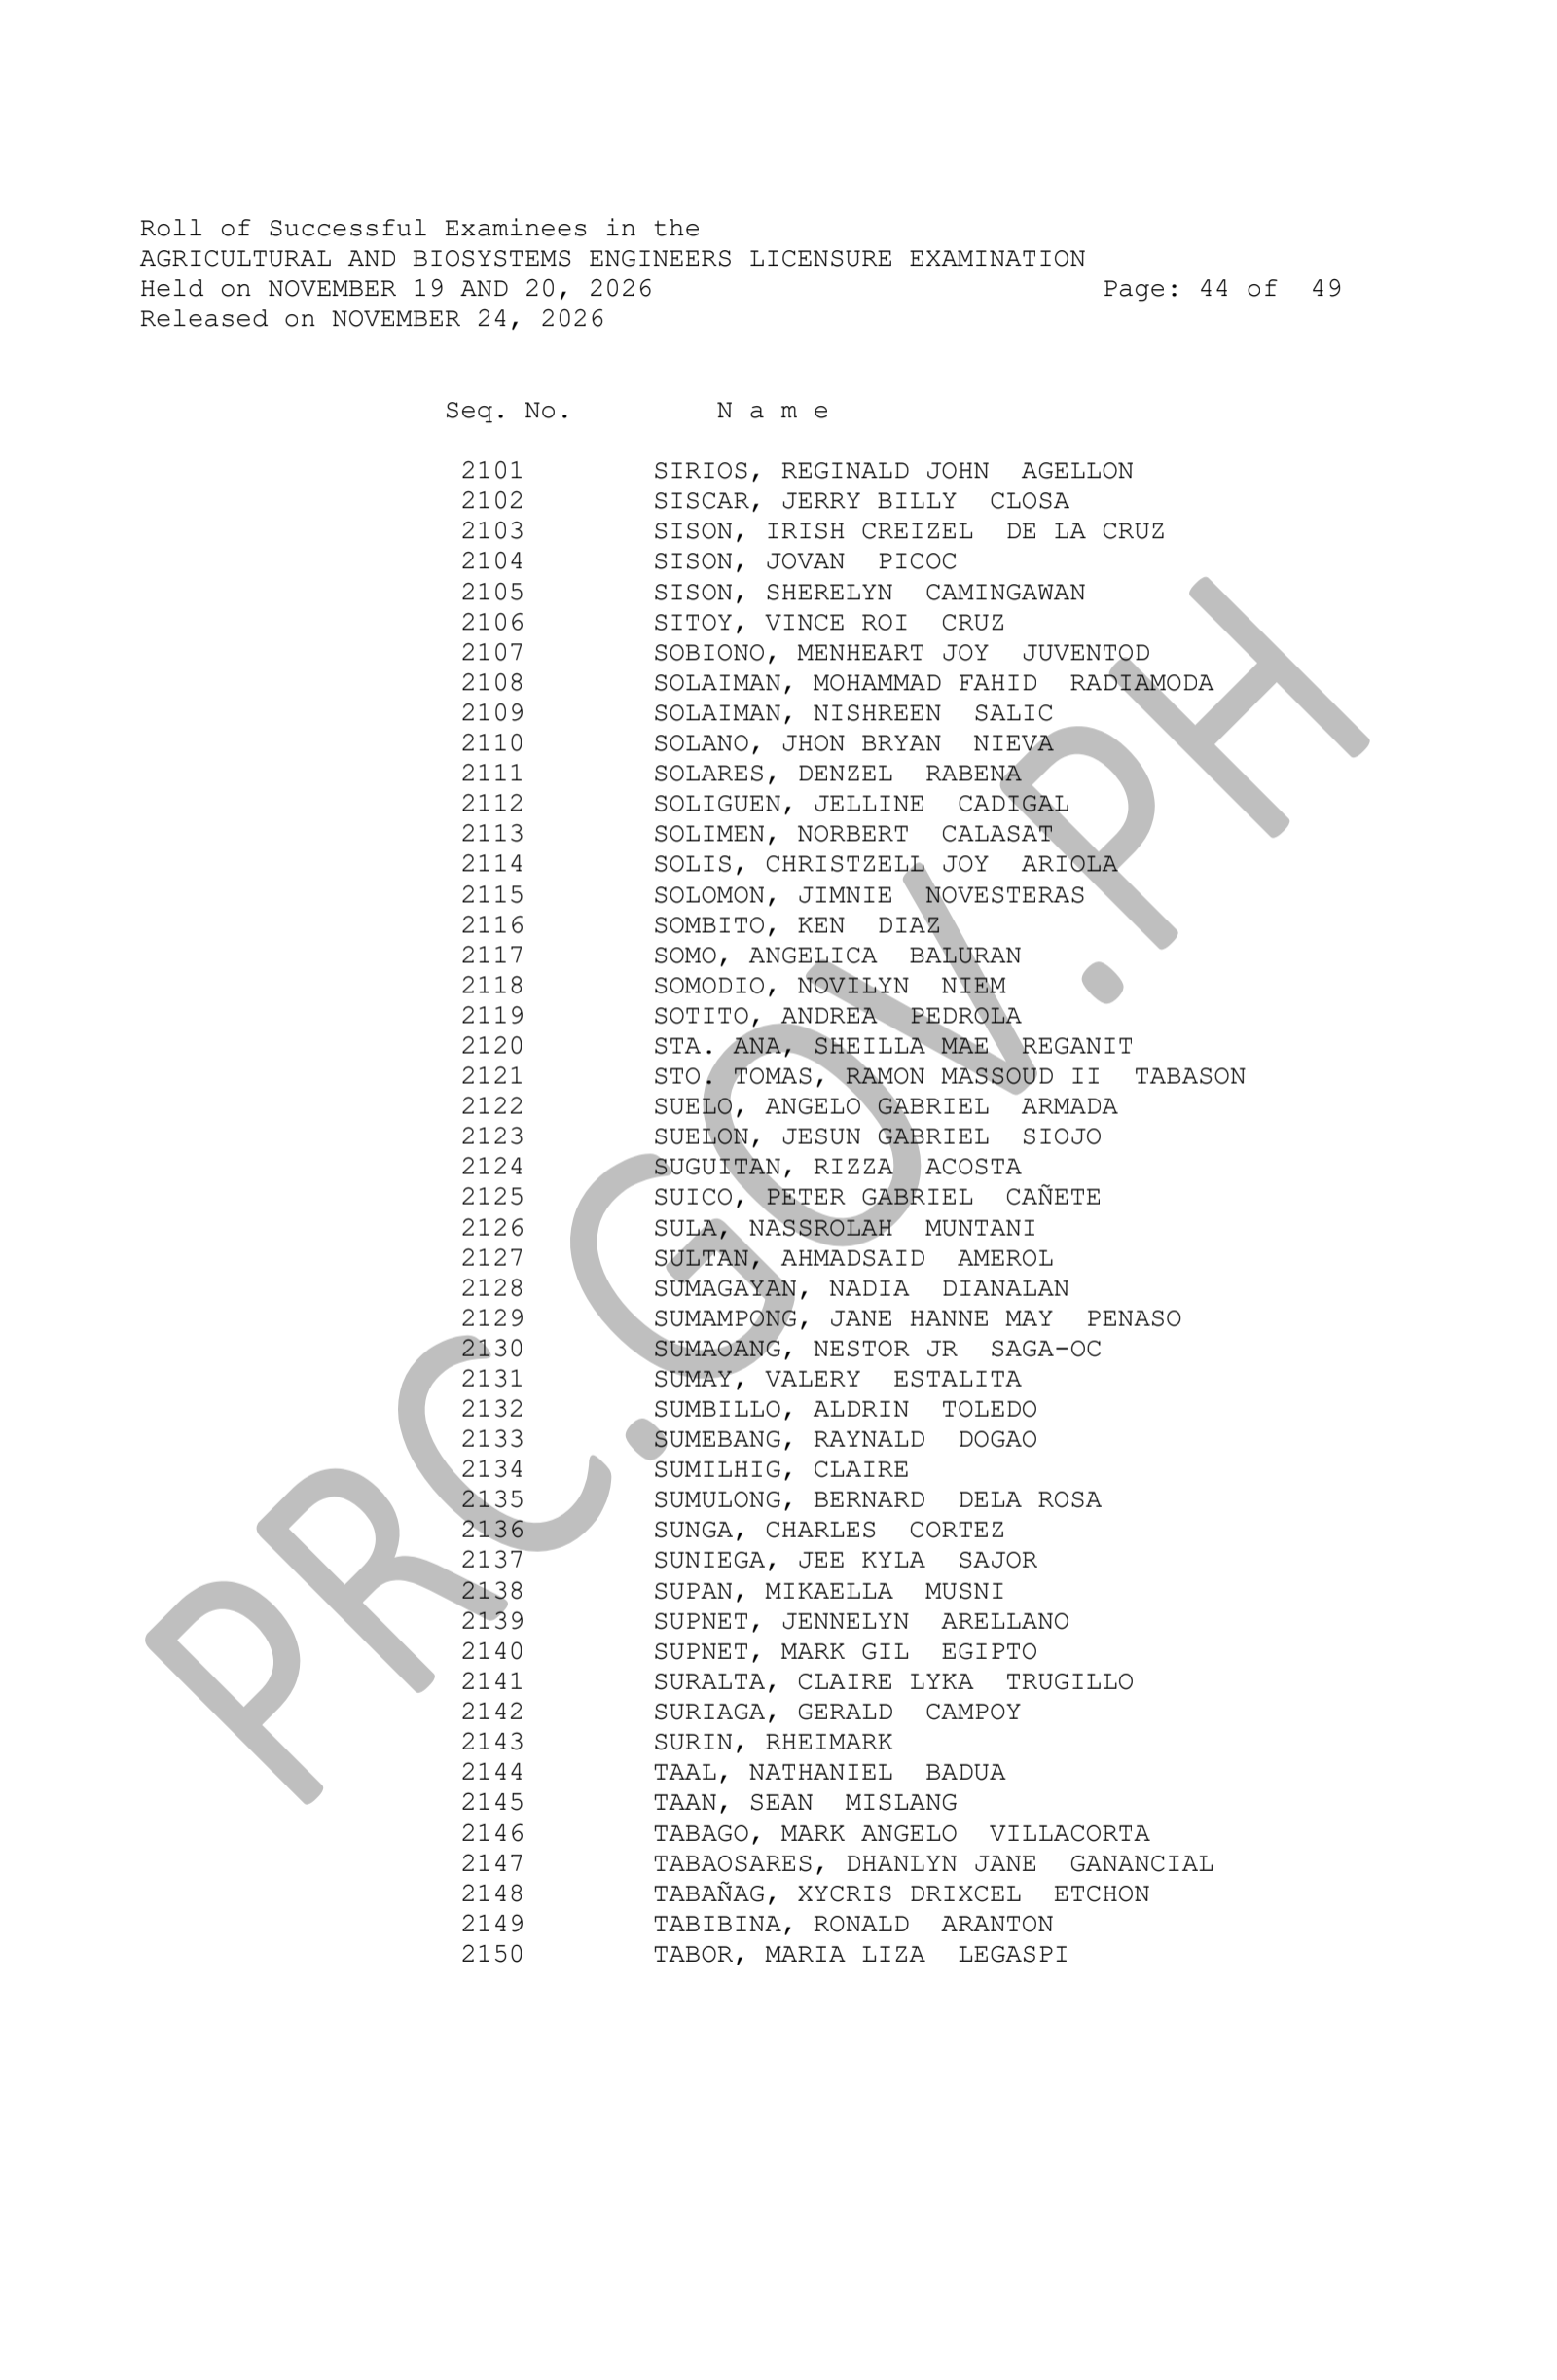 Roll of Successful Examinees in the
AGRICULTURAL AND BIOSYSTEMS ENGINEERS LICENSURE EXAMINATION
Held on NOVEMBER 19 AND 20, 2026 Page: 44 of 49
Released on NOVEMBER 24, 2026
Seq. No. N a m e
2101 SIRIOS, REGINALD JOHN AGELLON
2102 SISCAR, JERRY BILLY CLOSA
2103 SISON, IRISH CREIZEL DE LA CRUZ
2104 SISON, JOVAN PICOC
2105 SISON, SHERELYN CAMINGAWAN
2106 SITOY, VINCE ROI CRUZ
2107 SOBIONO, MENHEART JOY JUVENTOD
2108 SOLAIMAN, MOHAMMAD FAHID RADIAMODA
2109 SOLAIMAN, NISHREEN SALIC
2110 SOLANO, JHON BRYAN NIEVA
2111 SOLARES, DENZEL RABENA
2112 SOLIGUEN, JELLINE CADIGAL
2113 SOLIMEN, NORBERT CALASAT
2114 SOLIS, CHRISTZELL JOY ARIOLA
2115 SOLOMON, JIMNIE NOVESTERAS
2116 SOMBITO, KEN DIAZ
2117 SOMO, ANGELICA BALURAN
2118 SOMODIO, NOVILYN NIEM
2119 SOTITO, ANDREA PEDROLA
2120 STA. ANA, SHEILLA MAE REGANIT
2121 STO. TOMAS, RAMON MASSOUD II TABASON
2122 SUELO, ANGELO GABRIEL ARMADA
2123 SUELON, JESUN GABRIEL SIOJO
2124 SUGUITAN, RIZZA ACOSTA
2125 SUICO, PETER GABRIEL CAÑETE
2126 SULA, NASSROLAH MUNTANI
2127 SULTAN, AHMADSAID AMEROL
2128 SUMAGAYAN, NADIA DIANALAN
2129 SUMAMPONG, JANE HANNE MAY PENASO
2130 SUMAOANG, NESTOR JR SAGA-OC
2131 SUMAY, VALERY ESTALITA
2132 SUMBILLO, ALDRIN TOLEDO
2133 SUMEBANG, RAYNALD DOGAO
2134 SUMILHIG, CLAIRE
2135 SUMULONG, BERNARD DELA ROSA
2136 SUNGA, CHARLES CORTEZ
2137 SUNIEGA, JEE KYLA SAJOR
2138 SUPAN, MIKAELLA MUSNI
2139 SUPNET, JENNELYN ARELLANO
2140 SUPNET, MARK GIL EGIPTO
2141 SURALTA, CLAIRE LYKA TRUGILLO
2142 SURIAGA, GERALD CAMPOY
2143 SURIN, RHEIMARK
2144 TAAL, NATHANIEL BADUA
2145 TAAN, SEAN MISLANG
2146 TABAGO, MARK ANGELO VILLACORTA
2147 TABAOSARES, DHANLYN JANE GANANCIAL
2148 TABAÑAG, XYCRIS DRIXCEL ETCHON
2149 TABIBINA, RONALD ARANTON
2150 TABOR, MARIA LIZA LEGASPI
PRC.GOV.PH